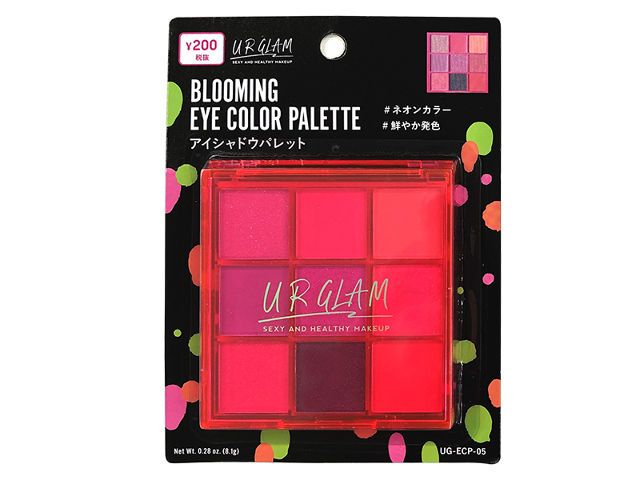 ¥200
税抜
UR GLAM
SEXY AND HEALTHY MAKEUP
BLOOMING
EYE COLOR PALETTE
アイシャドウパレット
#ネオンカラー
#鮮やか発色
UR GLAM
SEXY AND HEALTHY MAKEUP
Net Wt. 0.28 oz. (8.1g)
UG-ECP-05